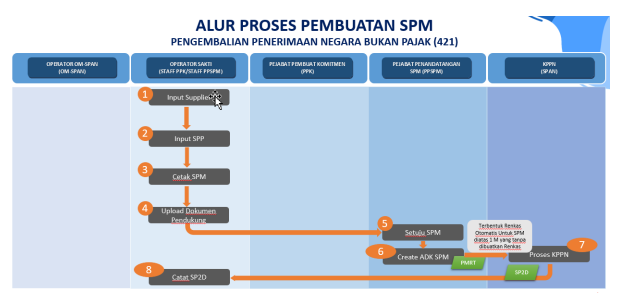 ALUR PROSES PEMBUATAN SPM
PENGEMBALIAN PENERIMAAN NEGARA BUKAN PAJAK (421)
OPERATOR OM-SPAN
(OM-SPAN)
OPERATOR SAKTI
(STAFF PPK/STAFF PPSPM)
PEJABAT PEMBUAT KOMITMEN
(PPK)
PEJABAT PENANDATANGAN
SPM (PPSPM)
KPPN
(SPAN)
1
Input Supplier
2
Input SPP
3
Cetak SPM
4
Upload Dokumen
Pendukung
5
Setuju SPM
6
Create ADK SPM
PMRT
Terbentuk Renkas
Otomatis Untuk SPM
diatas 1 M yang tanpa
dibuatkan Renkas
7
Proses KPPN
SP2D
8
Catat SP2D